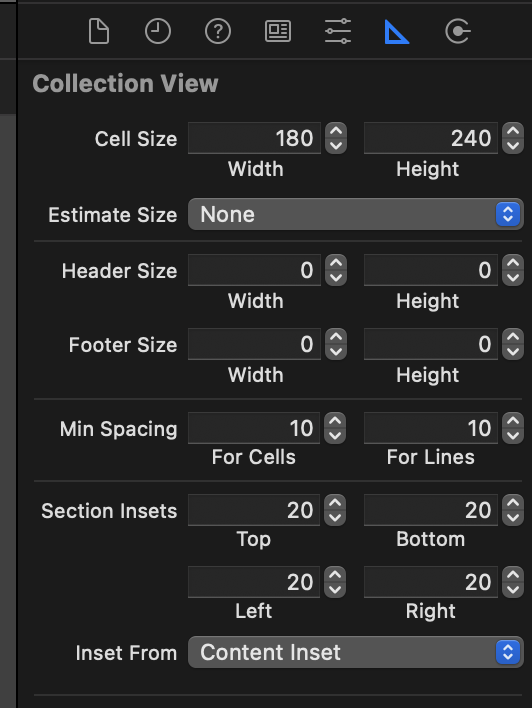 ?
Collection View
Cell Size 180 240
Width Height
Estimate Size None
Header Size 0 0
Width Height
Footer Size 0 0
Width Height
Min Spacing 10 10
For Cells For Lines
Section Insets 20 20
Top Bottom
20 20
Left Right
Inset From Content Inset